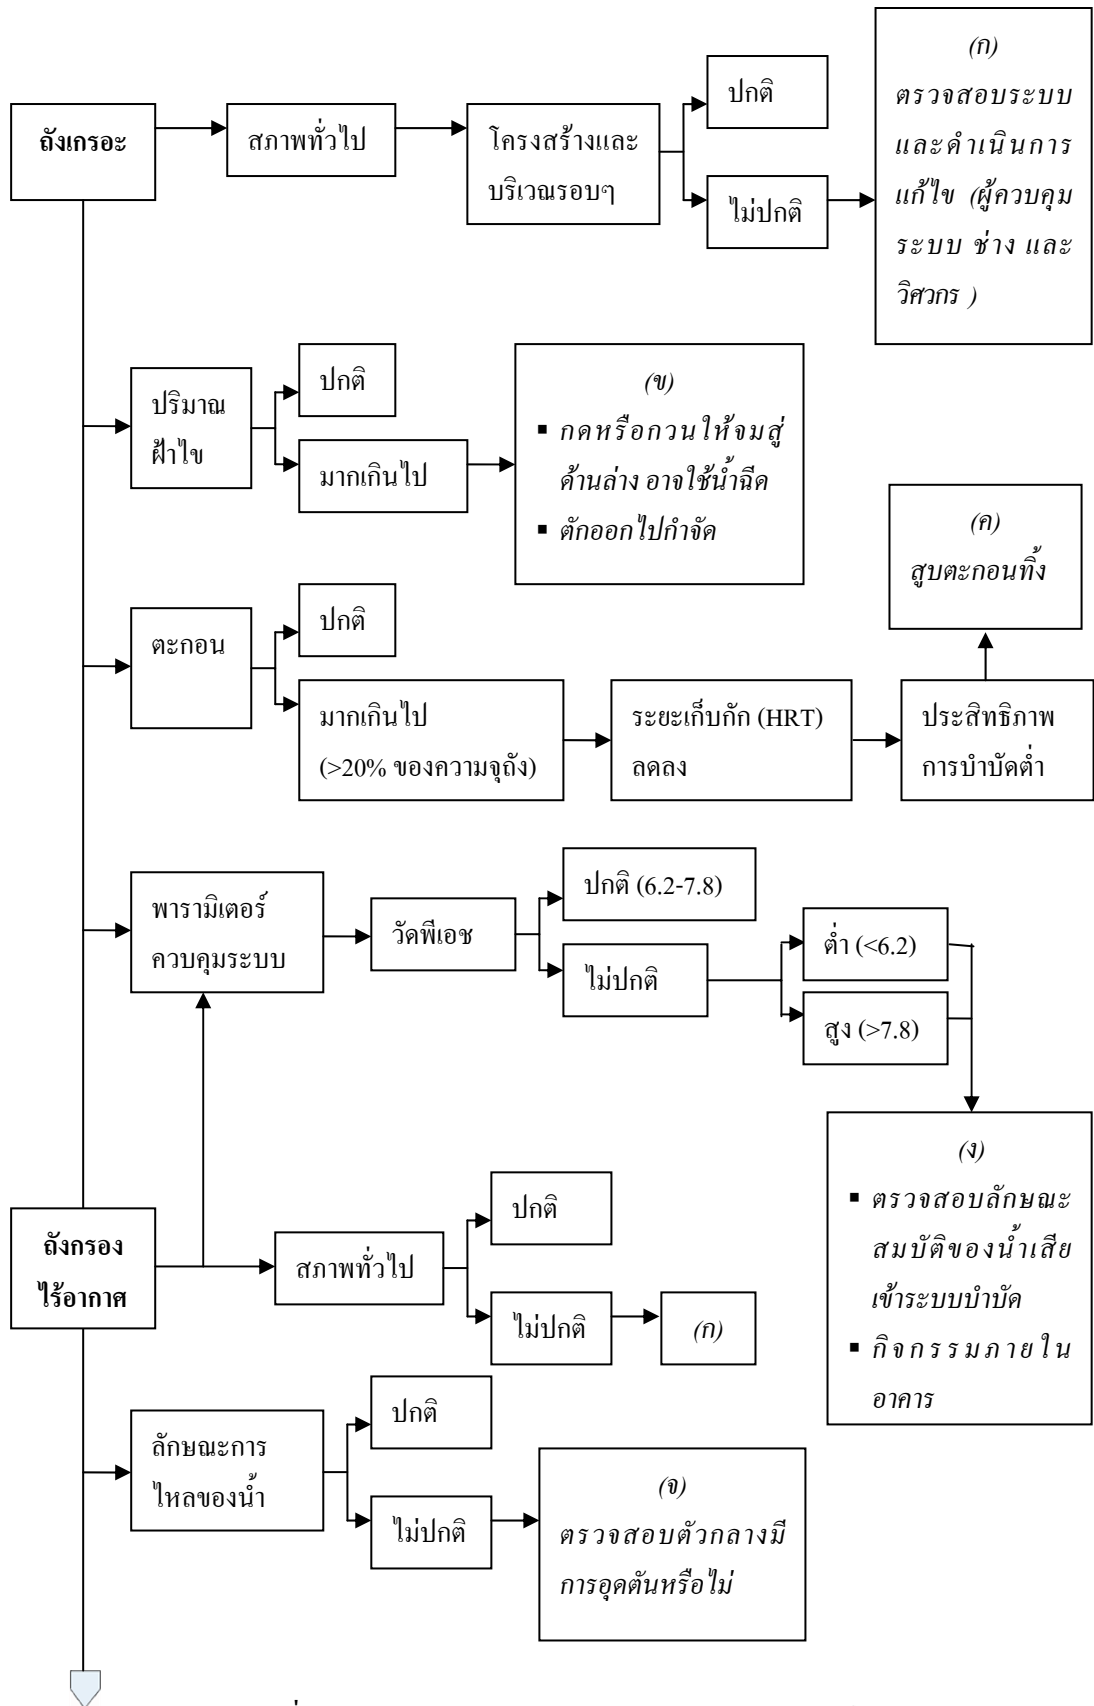 ถังเกรอะ
สภาพทั่วไป
โครงสร้างและ
บริเวณรอบๆ
ปกติ
ไม่ปกติ
(ก)
ตรวจสอบระบบ
และดำเนินการ
แก้ไข (ผู้ควบคุม
ระบบ ช่าง และ
วิศวกร )
ปริมาณ
ฝ้าไข
ปกติ
มากเกินไป
(ข)
▪ กดหรือกวนให้จมสู่
ด้านล่าง อาจใช้น้ำฉีด
▪ ตักออกไปกำจัด
ตะกอน
ปกติ
มากเกินไป
(>20% ของความจุถัง)
ระยะเก็บกัก (HRT)
ลดลง
ประสิทธิภาพ
การบำบัดต่ำ
(ค)
สูบตะกอนทิ้ง
พารามิเตอร์
ควบคุมระบบ
วัดพีเอช
ปกติ (6.2-7.8)
ไม่ปกติ
ต่ำ (<6.2)
สูง (>7.8)
(ง)
▪ ตรวจสอบลักษณะ
สมบัติของน้ำเสีย
เข้าระบบบำบัด
▪ กิจกรรมภายใน
อาคาร
ถังกรอง
ไร้อากาศ
สภาพทั่วไป
ปกติ
ไม่ปกติ
(ก)
ลักษณะการ
ไหลของน้ำ
ปกติ
ไม่ปกติ
(จ)
ตรวจสอบตัวกลางมี
การอุดตันหรือไม่